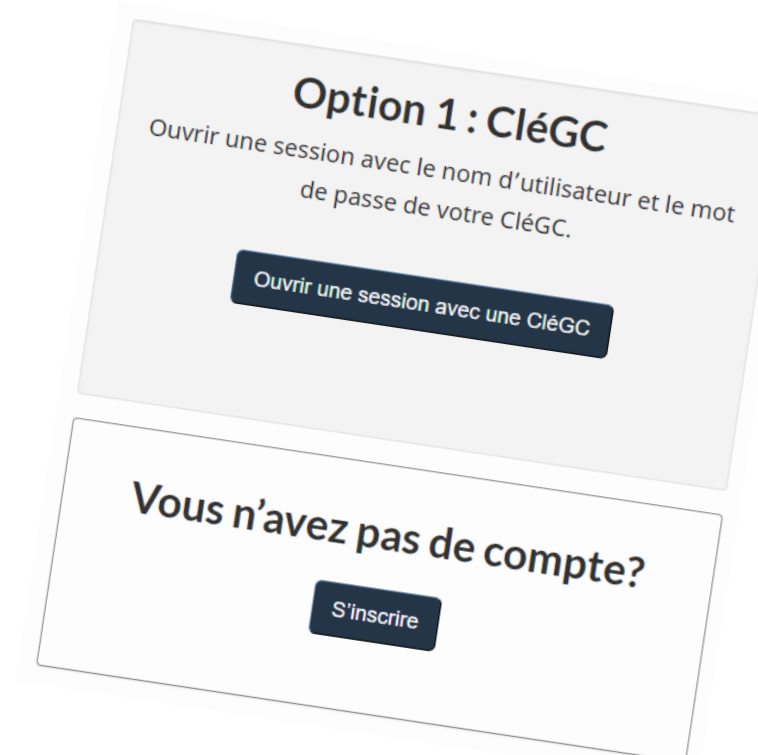 Option 1 : CléGC
Ouvrir une session avec le nom d’utilisateur et le mot
de passe de votre CléGC.
Ouvrir une session avec une CléGC
Vous n’avez pas de compte?
S’inscrire